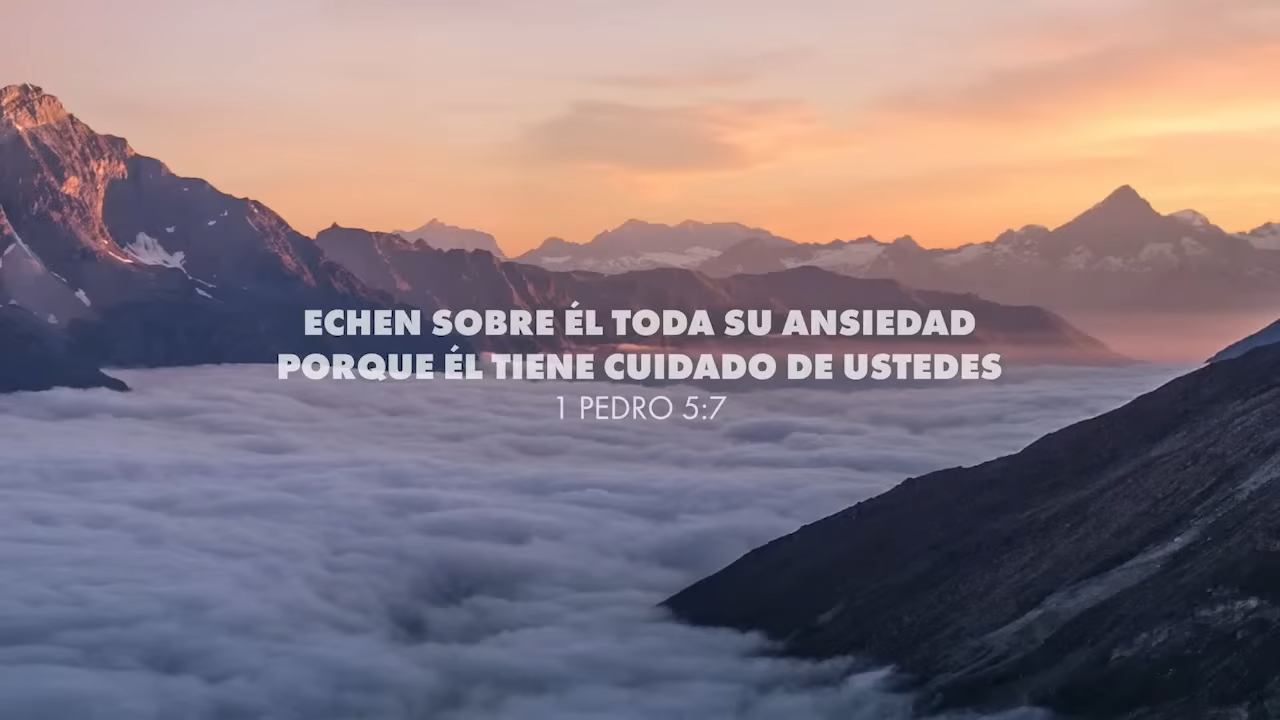 ECHEN SOBRE ÉL TODA SU ANSIEDAD
PORQUE ÉL TIENE CUIDADO DE USTEDES
1 PEDRO 5:7